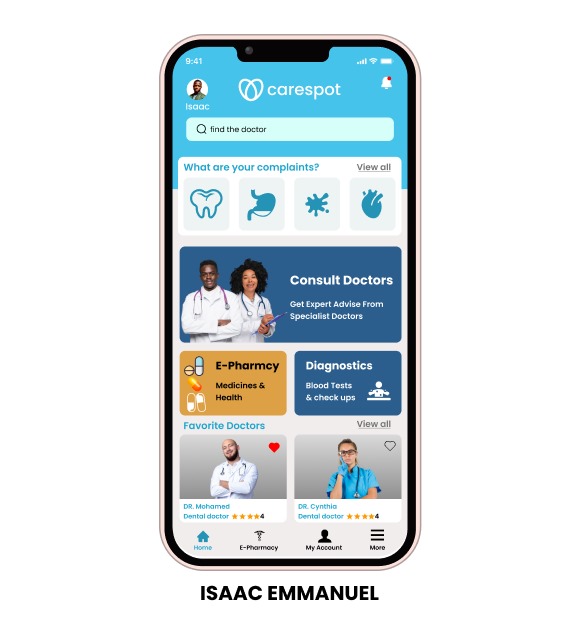 9:41
carespot
isaac
find the doctor
What are your complaints?
View all
Consult Doctors
Get Expert Advise From
Specialist Doctors
E-Pharmcy
Medicines &
Health
Diagnostics
Blood Tests
& check ups
Favorite Doctors
View all
DR. Mohamed
Dental doctor ★★★★4
DR. Cynthia
Dental doctor ★★★★4
Home
E-Pharmacy
My Account
More
ISAAC EMMANUEL